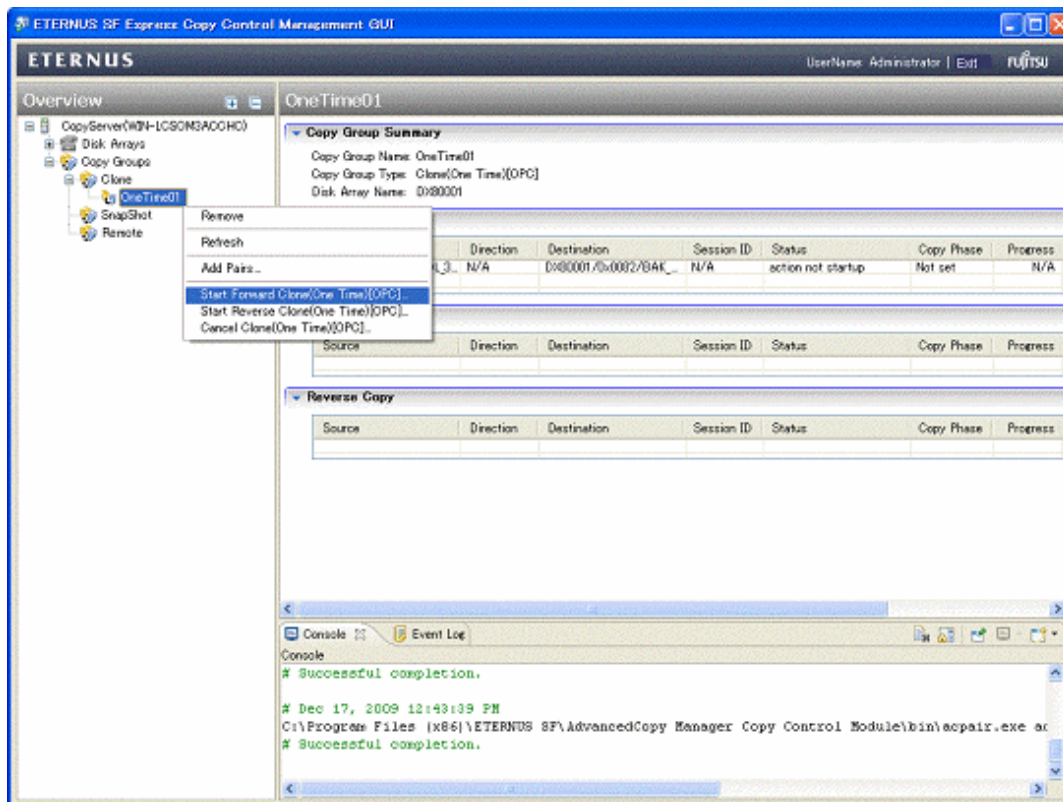 ETERNUS SF Express Copy Control Management GUI
ETERNUS
UserName: Administrator | Exit FUJITSU
Overview
CopyServer(WIN-LCSOM3ACOHC)
Disk Arrays
Copy Groups
Clone
OneTime01
SnapShot
Remote
Remove
Refresh
Add Pairs...
Start Forward Clone(One Time)[OPC]...
Start Reverse Clone(One Time)[OPC]...
Cancel Clone(One Time)[OPC]...
OneTime01
Copy Group Summary
Copy Group Name: OneTime01
Copy Group Type: Clone(One Time)[OPC]
Disk Array Name: DX80001
Direction Destination Session ID Status Copy Phase Progress
N/A DX80001/0x0082/BAK_... N/A action not startup Not set N/A
Source Direction Destination Session ID Status Copy Phase Progress
Reverse Copy
Source Direction Destination Session ID Status Copy Phase Progress
Console Event Log
Console
# Successful completion.
# Dec 17, 2009 12:43:39 PM
C:\Program Files (x86)\ETERNUS SF\AdvancedCopy Manager Copy Control Module\bin\acpair.exe ac
# Successful completion.